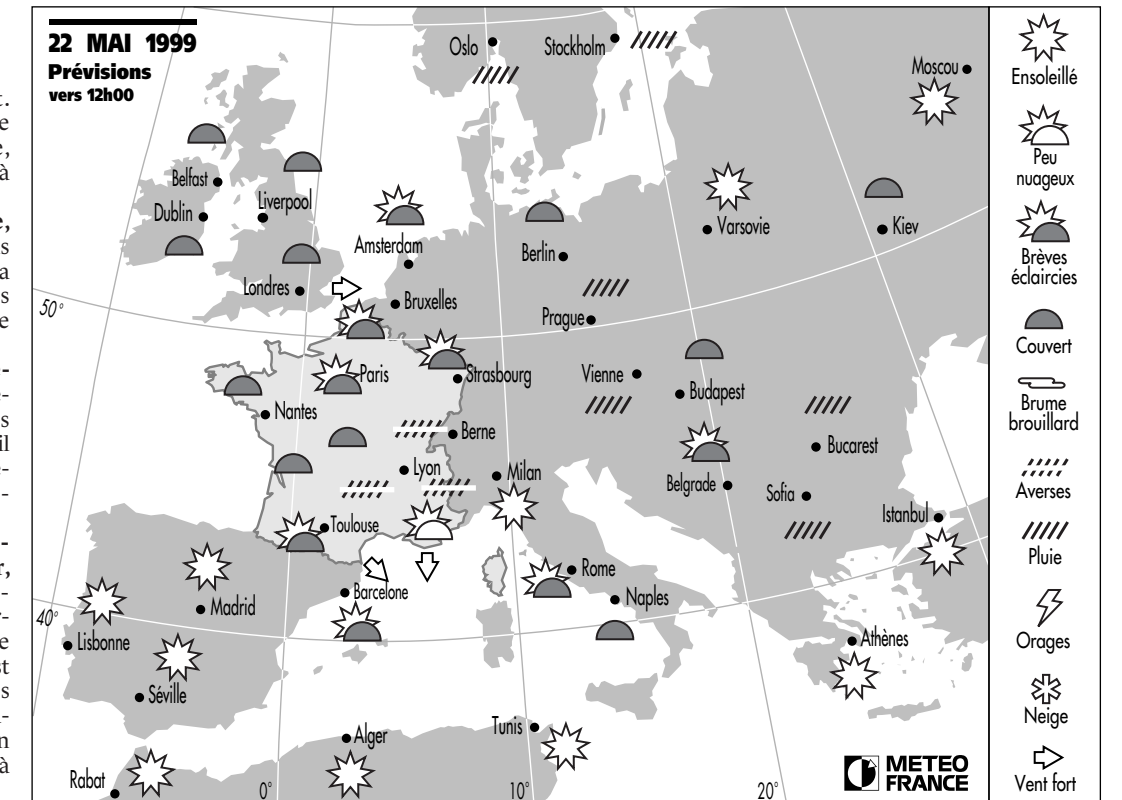 22 MAI 1999
Prévisions
vers 12h00
Oslo
Stockholm
Moscou
Belfast
Dublin
Liverpool
Varsovie
Kiev
Amsterdam
Berlin
Londres
Bruxelles
50°
Prague
Paris
Strasbourg
Vienne
Budapest
Nantes
Berne
Bucarest
Lyon
Milan
Belgrade
Sofia
Istanbul
Toulouse
Rome
Barcelone
Naples
Madrid
40°
Lisbonne
Athènes
Séville
Tunis
Alger
Rabat
0°
10°
20°
METEO
FRANCE
Ensoleillé
Peu
nuageux
Brèves
éclaircies
Couvert
Brume
brouillard
Averses
Pluie
Orages
Neige
Vent fort